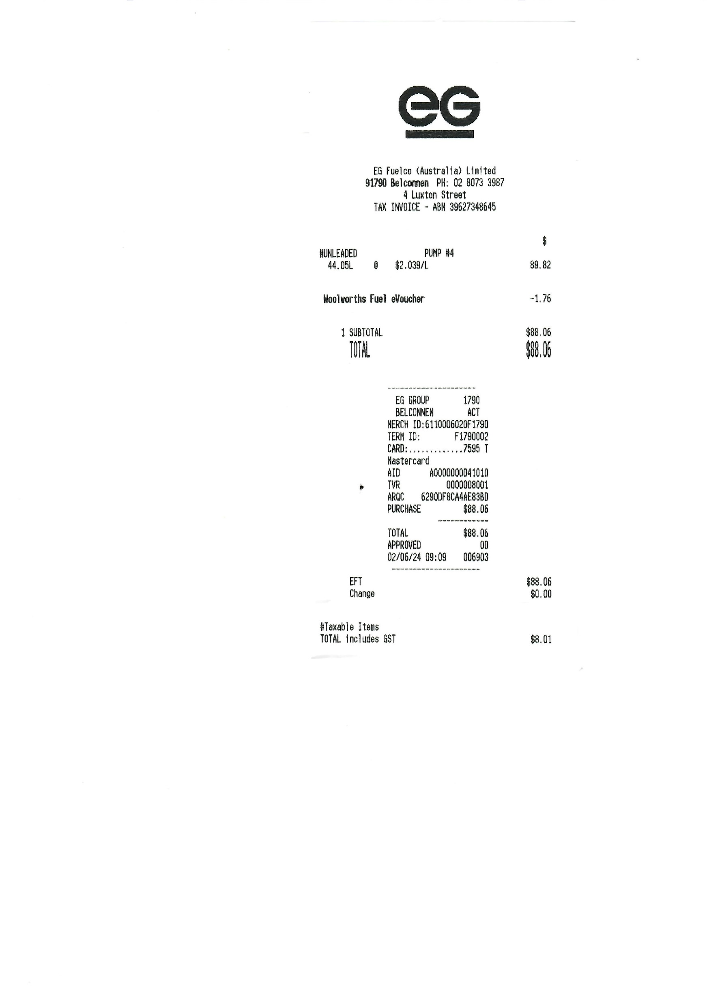 eG
EG Fuelco (Australia) Limited
91790 Belconnen PH: 02 8073 3987
4 Luxton Street
TAX INVOICE - ABN 39627348645
$
#UNLEADED PUMP #4
44.05L @ $2.039/L 89.82
Woolworths Fuel eVoucher -1.76
1 SUBTOTAL $88.06
TOTAL $88.06
---------------------
EG GROUP 1790
BELCONNEN ACT
MERCH ID:6110006020F1790
TERM ID: F1790002
CARD:.............7595 T
Mastercard
AID A0000000041010
TVR 0000008001
ARQC 6290DF8CA4AE83BD
PURCHASE $88.06
------------
TOTAL $88.06
APPROVED 00
02/06/24 09:09 006903
---------------------
EFT $88.06
Change $0.00
#Taxable Items
TOTAL includes GST $8.01